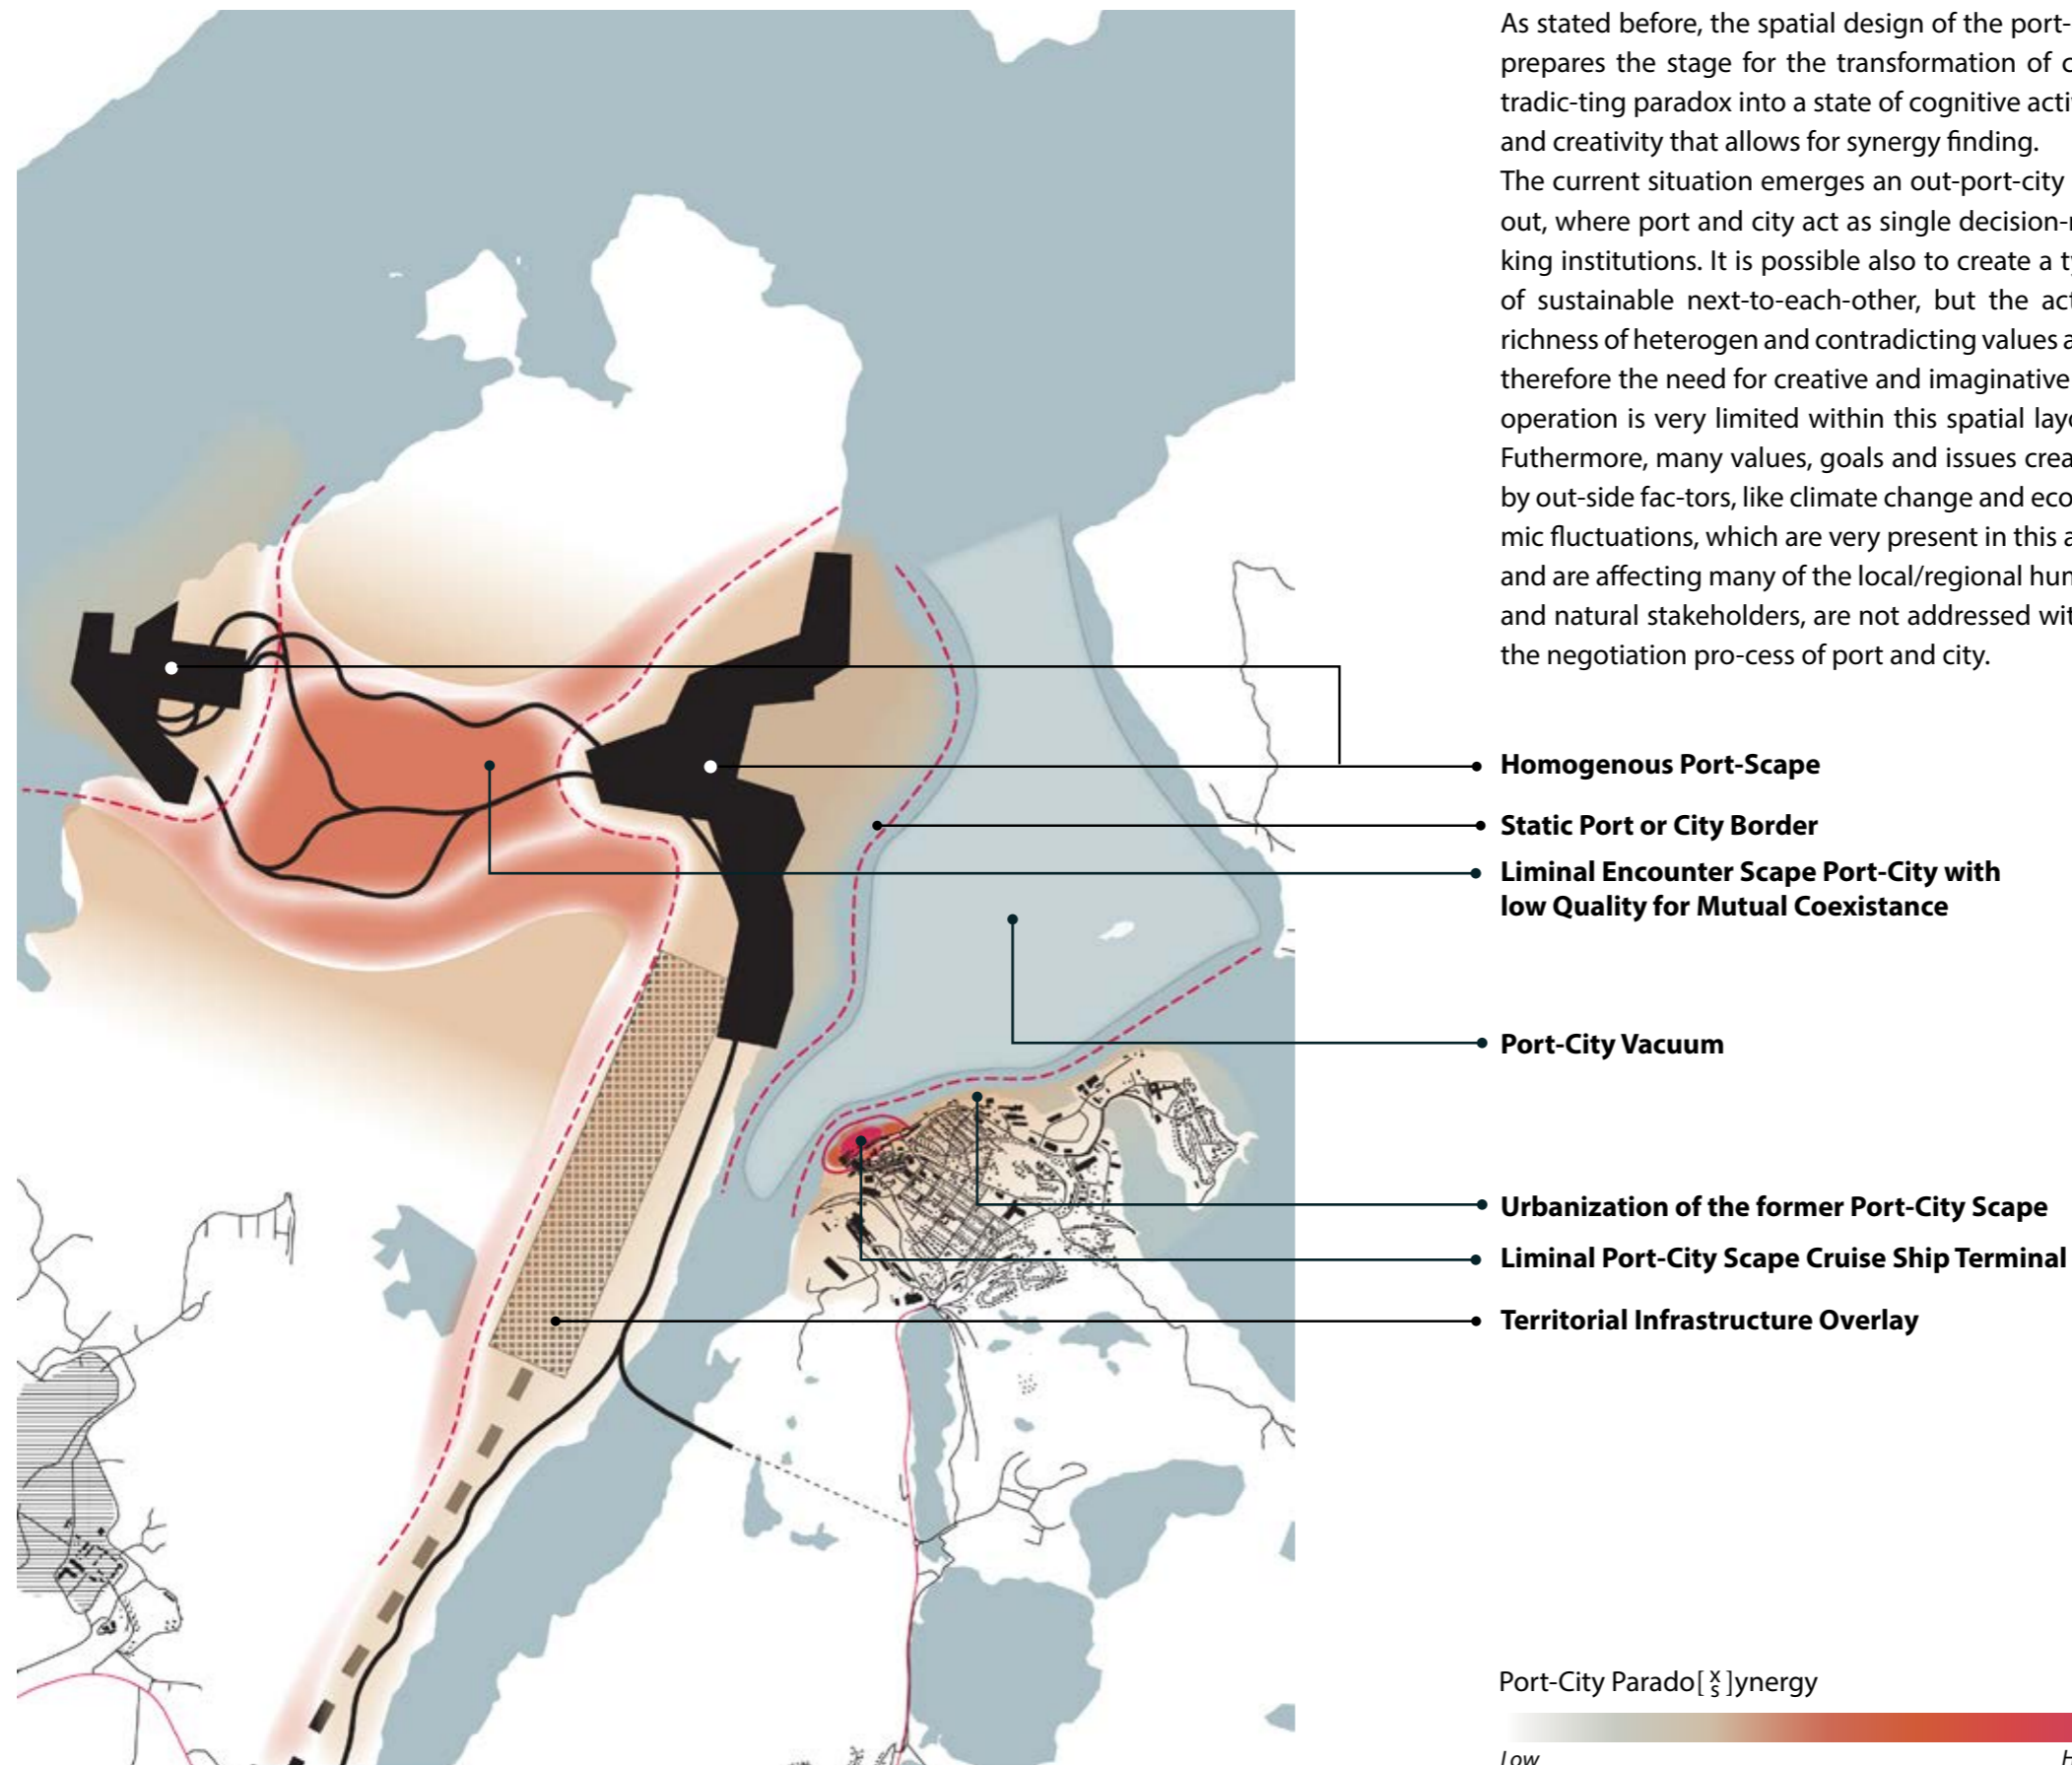 As stated before, the spatial design of the port-
prepares the stage for the transformation of c
tradic-ting paradox into a state of cognitive acti
and creativity that allows for synergy finding.
The current situation emerges an out-port-city
out, where port and city act as single decision-
king institutions. It is possible also to create a t
of sustainable next-to-each-other, but the act
richness of heterogen and contradicting values a
therefore the need for creative and imaginative
operation is very limited within this spatial lay
Futhermore, many values, goals and issues crea
by out-side fac-tors, like climate change and eco
mic fluctuations, which are very present in this a
and are affecting many of the local/regional hu
and natural stakeholders, are not addressed wit
the negotiation pro-cess of port and city.
Homogenous Port-Scape
Static Port or City Border
Liminal Encounter Scape Port-City with
low Quality for Mutual Coexistance
Port-City Vacuum
Urbanization of the former Port-City Scape
Liminal Port-City Scape Cruise Ship Terminal
Territorial Infrastructure Overlay
Port-City Parado[x s]ynergy
Low H